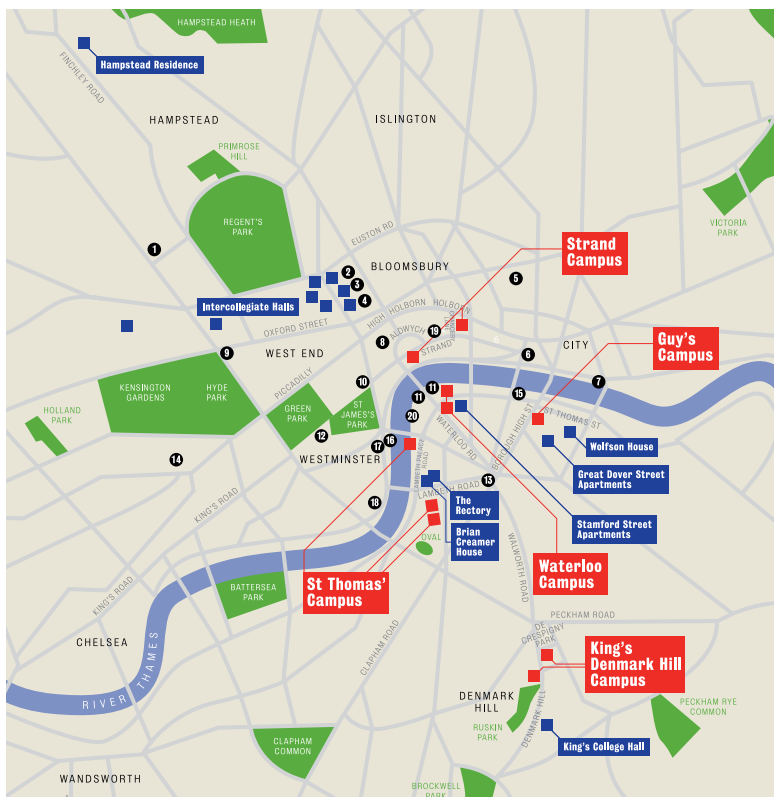 HAMPSTEAD HEATH
Hampstead Residence
FINCHLEY ROAD
HAMPSTEAD
ISLINGTON
PRIMROSE
HILL
REGENT'S
PARK
VICTORIA
PARK
EUSTON RD
Strand
Campus
1
2
BLOOMSBURY
3
5
4
Intercollegiate Halls
HIGH HOLBORN
HOLBORN
OXFORD STREET
ALDWYCH
19
STRAND
8
6
CITY
Guy's
Campus
9
WEST END
6
PICCADILLY
10
11
11
15
7
KENSINGTON
GARDENS
HYDE
PARK
HOLLAND
PARK
GREEN
PARK
ST
JAMES'S
PARK
20
ST THOMAS ST
WATERLOO RD
BOROUGH HIGH ST
12
16
17
WESTMINSTER
Wolfson House
14
LAMBETH PALACE
ROAD
Great Dover Street
Apartments
LAMBETH ROAD
13
18
The
Rectory
Stamford Street
Apartments
KING'S ROAD
Brian
Creamer
House
OVAL
WALWORTH ROAD
Waterloo
Campus
St Thomas'
Campus
BATTERSEA
PARK
KING'S ROAD
PECKHAM ROAD
DE
CRESPIGNY
PARK
CLAPHAM ROAD
CHELSEA
King's
Denmark Hill
Campus
RIVER THAMES
DENMARK
HILL
PECKHAM RYE
COMMON
RUSKIN
PARK
DENMARK HILL
CLAPHAM
COMMON
King's College Hall
WANDSWORTH
BROCKWELL
PARK